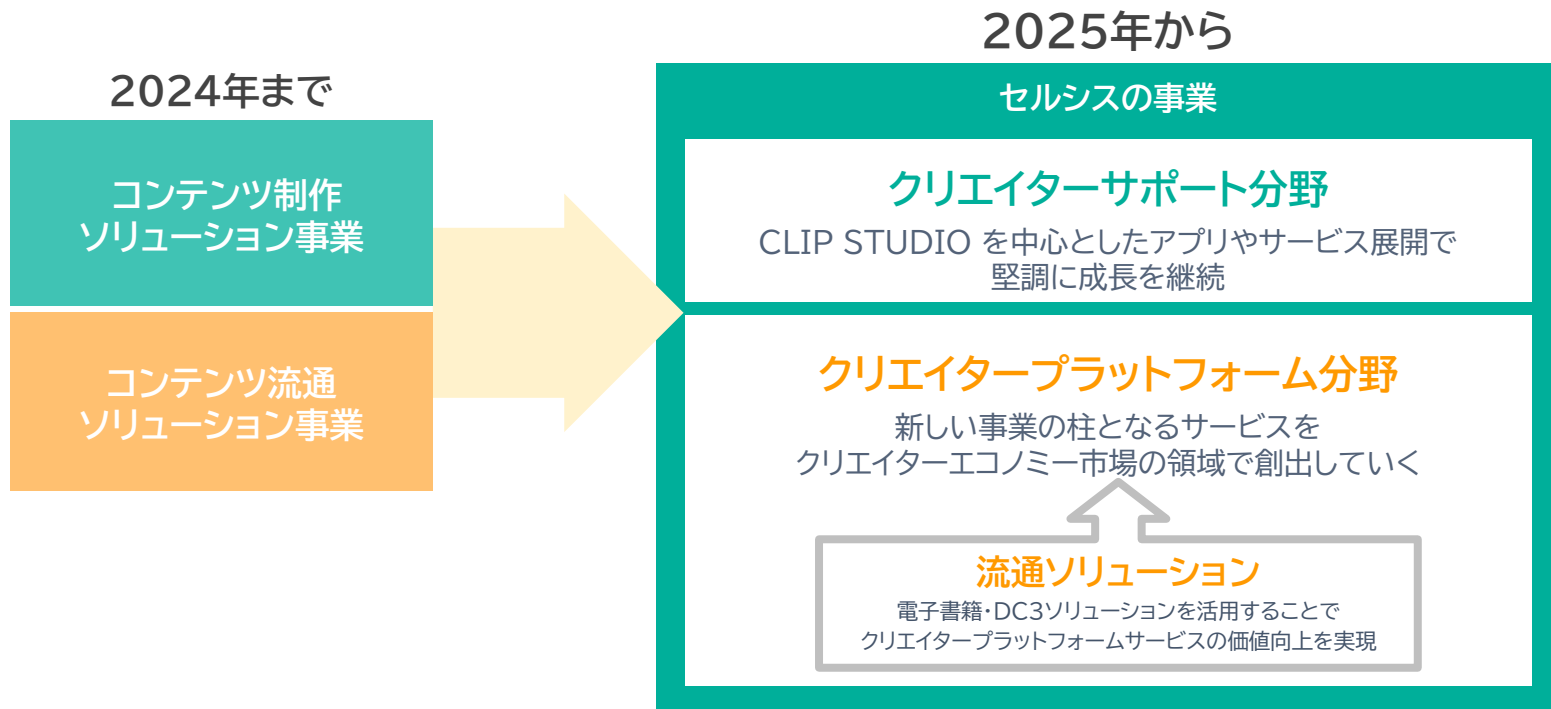 2024年まで
コンテンツ制作
ソリューション事業
コンテンツ流通
ソリューション事業
2025年から
セルシスの事業
クリエイターサポート分野
CLIP STUDIO を中心としたアプリやサービス展開で
堅調に成長を継続
クリエイタープラットフォーム分野
新しい事業の柱となるサービスを
クリエイターエコノミー市場の領域で創出していく
流通ソリューション
電子書籍・DC3ソリューションを活用することで
クリエイタープラットフォームサービスの価値向上を実現